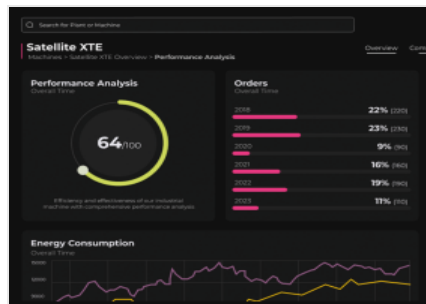 Search for Plant or Machine
Satellite XTE
Machines > Satellite XTE Overview > Performance Analysis
Overview
Com
Performance Analysis
Overall Time
64/100
Efficiency and effectiveness of our industrial
machine with comprehensive performance analysis
Orders
Overall Time
2018 22% (220)
2019 23% (230)
2020 9% (90)
2021 16% (160)
2022 19% (190)
2023 11% (110)
Energy Consumption
Overall Time